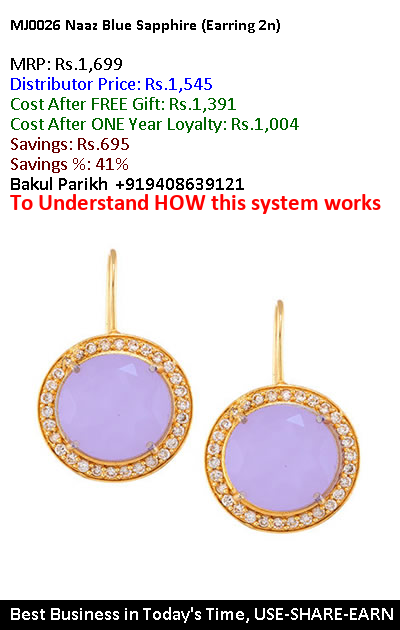 MJ0026 Naaz Blue Sapphire (Earring 2n)
MRP: Rs.1,699
Distributor Price: Rs.1,545
Cost After FREE Gift: Rs.1,391
Cost After ONE Year Loyalty: Rs.1,004
Savings: Rs.695
Savings %: 41%
Bakul Parikh +919408639121
To Understand HOW this system works
Best Business in Today's Time, USE-SHARE-EARN